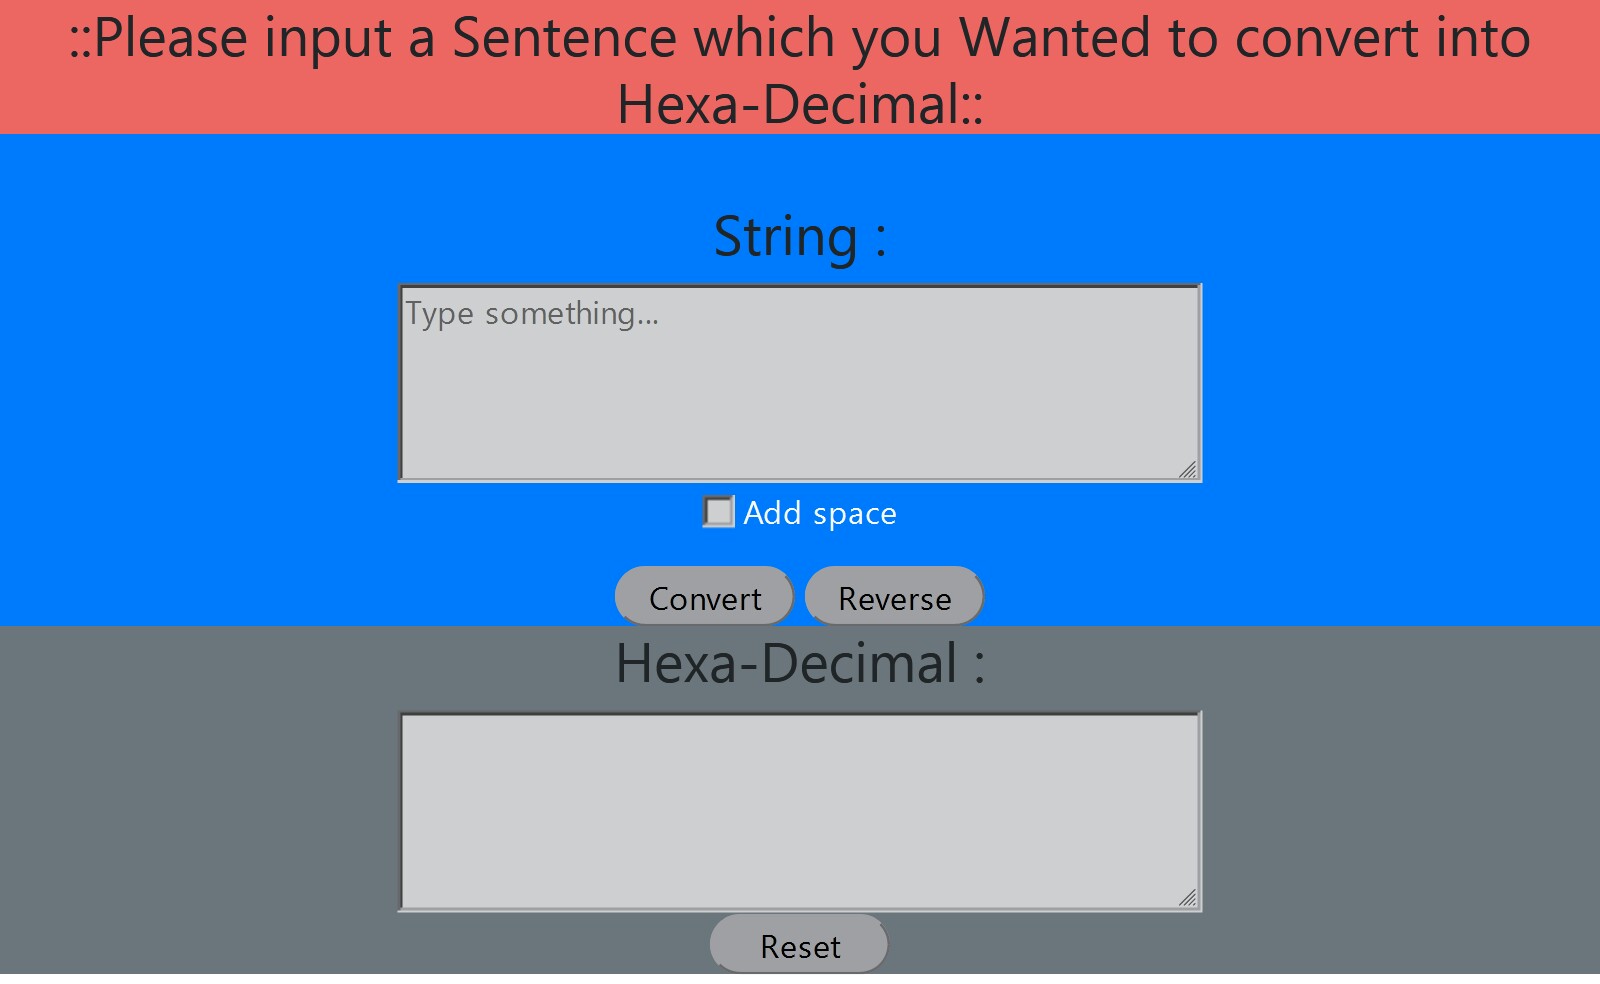 ::Please input a Sentence which you Wanted to convert into
Hexa-Decimal::
String :
Type something...
Add space
Convert Reverse
Hexa-Decimal :
Reset